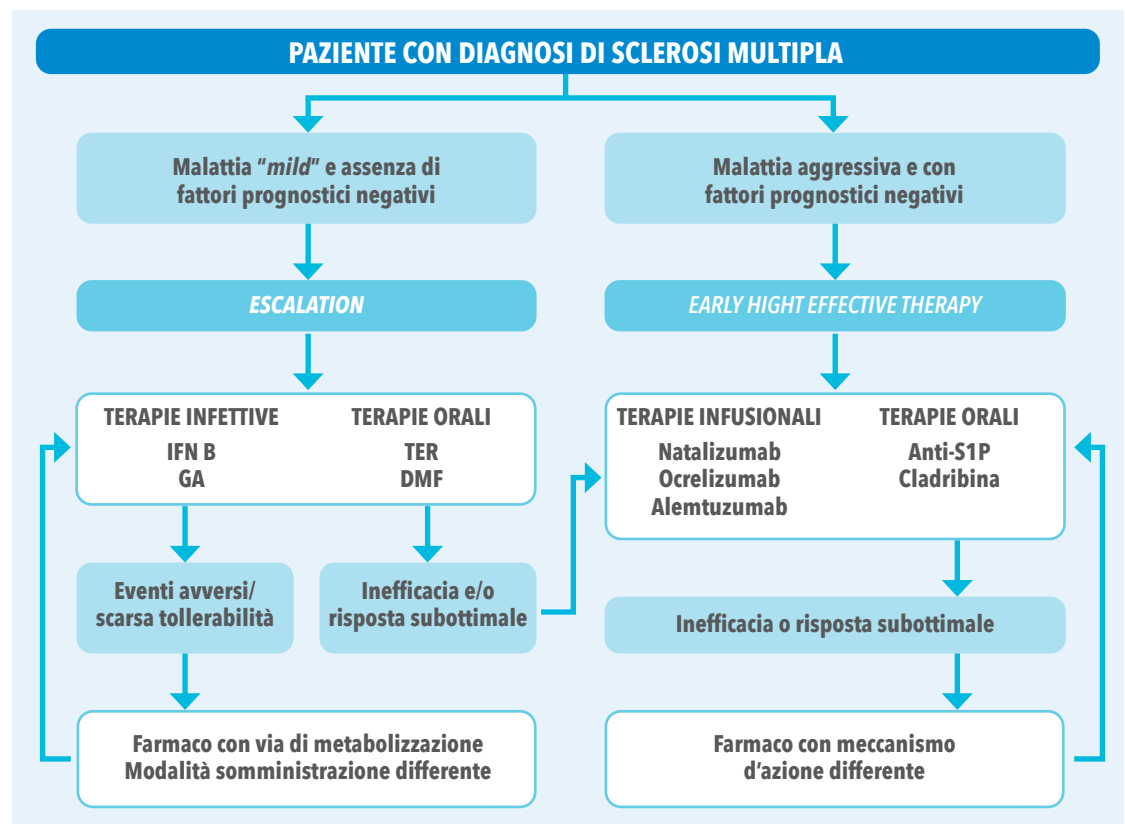 PAZIENTE CON DIAGNOSI DI SCLEROSI MULTIPLA
Malattia "mild" e assenza di
fattori prognostici negativi
Malattia aggressiva e con
fattori prognostici negativi
ESCALATION
EARLY HIGHT EFFECTIVE THERAPY
TERAPIE INFETTIVE
IFN B
GA
TERAPIE ORALI
TER
DMF
TERAPIE INFUSIONALI
Natalizumab
Ocrelizumab
Alemtuzumab
TERAPIE ORALI
Anti-S1P
Cladribina
Eventi avversi/
scarsa tollerabilità
Inefficacia e/o
risposta subottimale
Inefficacia o risposta subottimale
Farmaco con via di metabolizzazione
Modalità somministrazione differente
Farmaco con meccanismo
d'azione differente